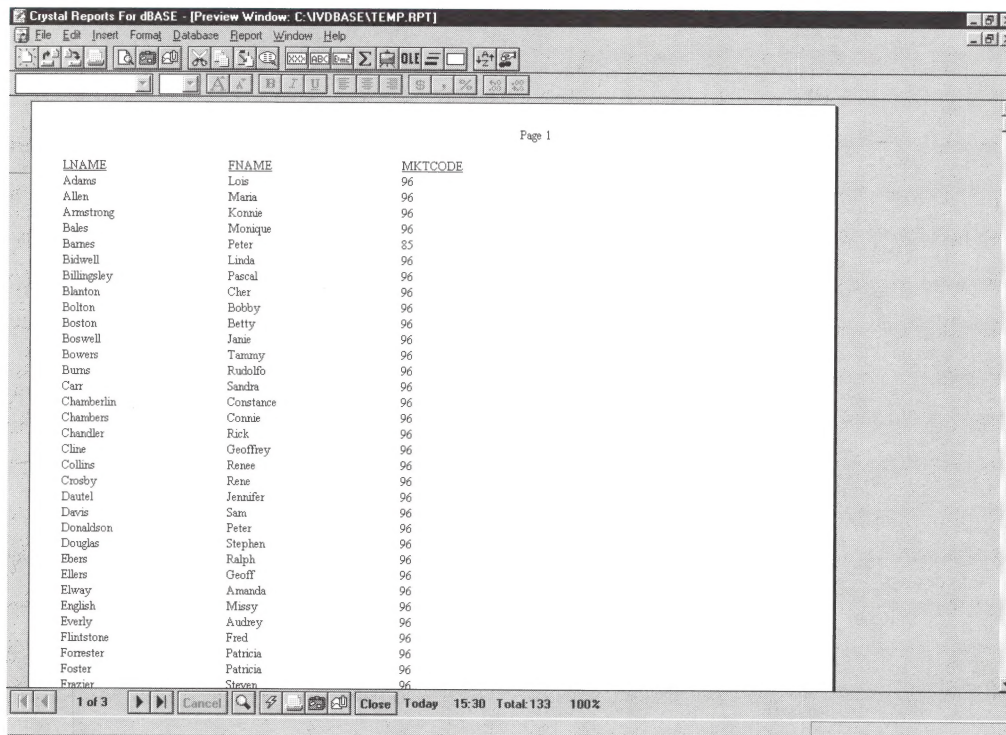 Crystal Reports For dBASE - [Preview Window: C:\IVDBASE\TEMP.RPT]
File Edit Insert Format Database Report Window Help
OLE
B I U $ , %
Page 1
LNAME FNAME MKTCODE
Adams Lois 96
Allen Maria 96
Armstrong Konnie 96
Bales Monique 96
Barnes Peter 85
Bidwell Linda 96
Billingsley Pascal 96
Blanton Cher 96
Bolton Bobby 96
Boston Betty 96
Boswell Janie 96
Bowers Tammy 96
Burns Rudolfo 96
Carr Sandra 96
Chamberlin Constance 96
Chambers Connie 96
Chandler Rick 96
Cline Geoffrey 96
Collins Renee 96
Crosby Rene 96
Dautel Jennifer 96
Davis Sam 96
Donaldson Peter 96
Douglas Stephen 96
Ebers Ralph 96
Ellers Geoff 96
Elway Amanda 96
English Missy 96
Everly Audrey 96
Flintstone Fred 96
Forrester Patricia 96
Foster Patricia 96
Frazier Steven 96
1 of 3 Cancel Close Today 15:30 Total:133 100%